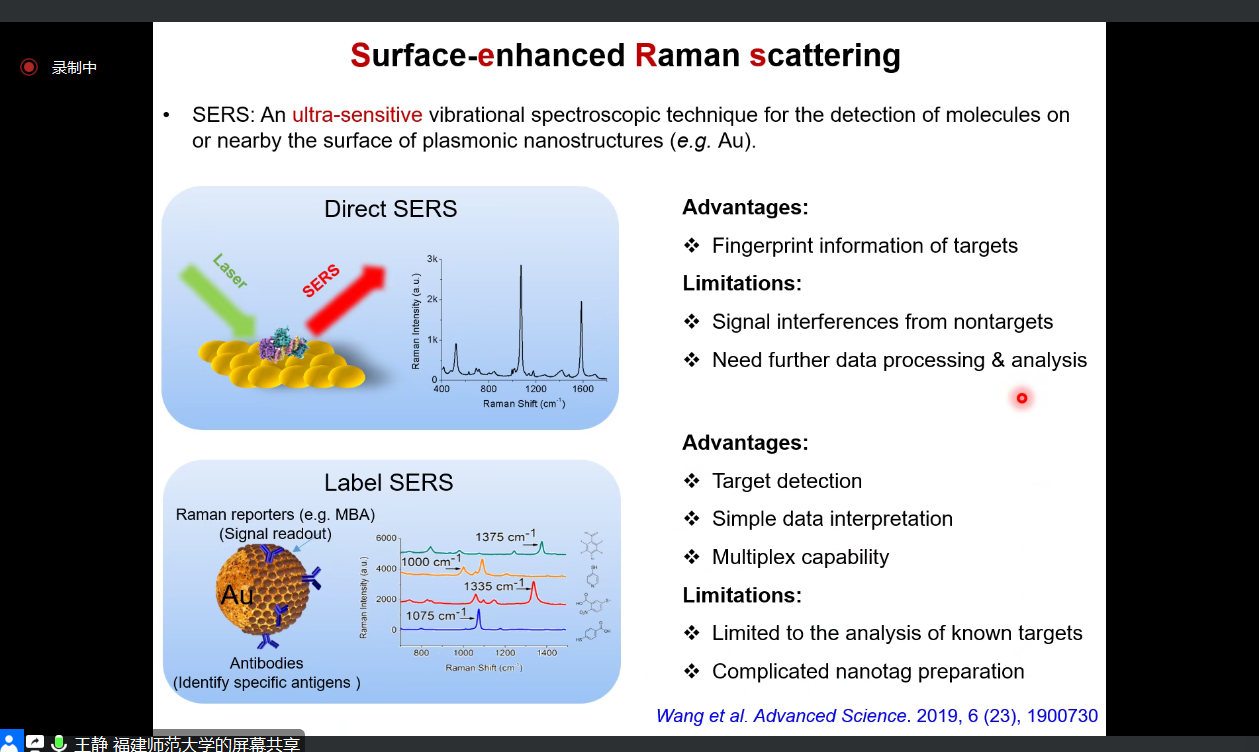 录制中
Surface-enhanced Raman scattering
• SERS: An ultra-sensitive vibrational spectroscopic technique for the detection of molecules on
or nearby the surface of plasmonic nanostructures (e.g. Au).
Direct SERS
Laser
SERS
3k
2k
1k
0
Raman Intensity (a.u.)
400 800 1200 1600
Raman Shift (cm⁻¹)
Advantages:
❖ Fingerprint information of targets
Limitations:
❖ Signal interferences from nontargets
❖ Need further data processing & analysis
Label SERS
Raman reporters (e.g. MBA)
(Signal readout)
Au
Antibodies
(Identify specific antigens )
6000
4000
2000
0
Raman Intensity (a.u.)
1375 cm⁻¹
1000 cm⁻¹
1335 cm⁻¹
1075 cm⁻¹
800 1000 1200 1400
Raman Shift (cm⁻¹)
Advantages:
❖ Target detection
❖ Simple data interpretation
❖ Multiplex capability
Limitations:
❖ Limited to the analysis of known targets
❖ Complicated nanotag preparation
Wang et al. Advanced Science. 2019, 6 (23), 1900730
王静 福建师范大学的屏幕共享